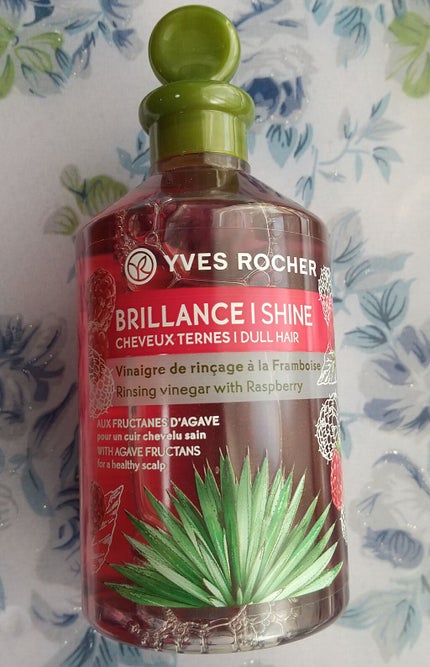 YVES ROCHER
BRILLANCE | SHINE
CHEVEUX TERNES | DULL HAIR
Vinaigre de rinçage à la Framboise
Rinsing vinegar with Raspberry
AUX FRUCTANES D'AGAVE
pour un cuir chevelu sain
WITH AGAVE FRUCTANS
for a healthy scalp